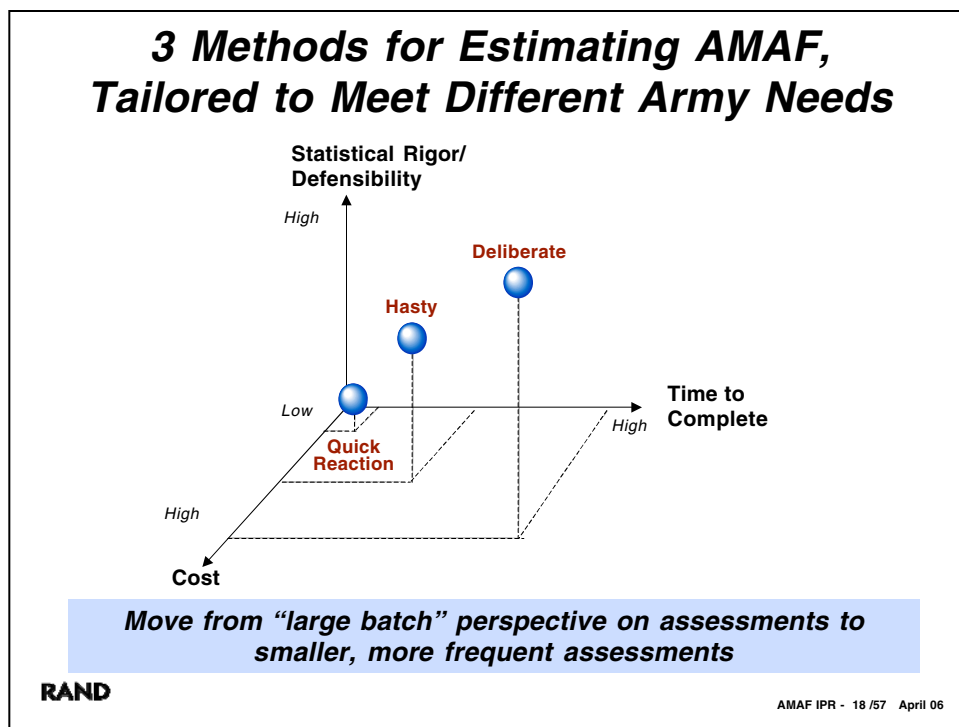 3 Methods for Estimating AMAF,
Tailored to Meet Different Army Needs
Statistical Rigor/
Defensibility
High
Deliberate
Hasty
Low
Time to
Complete
High
Quick
Reaction
High
Cost
Move from “large batch” perspective on assessments to
smaller, more frequent assessments
RAND
AMAF IPR - 18 /57 April 06